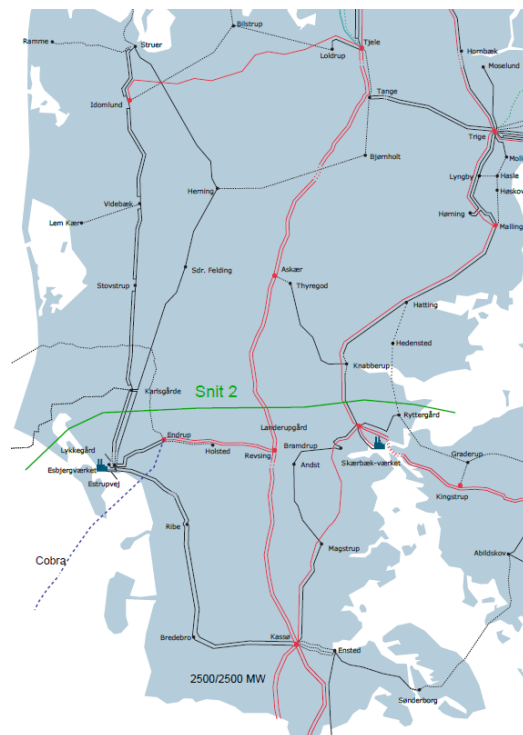 Bilstrup
Ramme
Struer
Tjele
Loldrup
Hornbæk
Moselund
Idomlund
Tange
Trige
Bjørnholt
Lyngby
Hasle
Herning
Videbæk
Høskov
Lem Kær
Hørning
Malling
Sdr. Felding
Askær
Stovstrup
Thyregod
Hatting
Hedensted
Knabberup
Karlsgårde
Snit 2
Ryttergård
Landerupgård
Endrup
Lykkegård
Holsted
Bramdrup
Revsing
Graderup
Andst
Skærbæk-værket
Esbjergværket
Estrupvej
Kingstrup
Ribe
Magstrup
Cobra
Abildskov
Bredebro
Kassø
Ensted
2500/2500 MW
Sønderborg